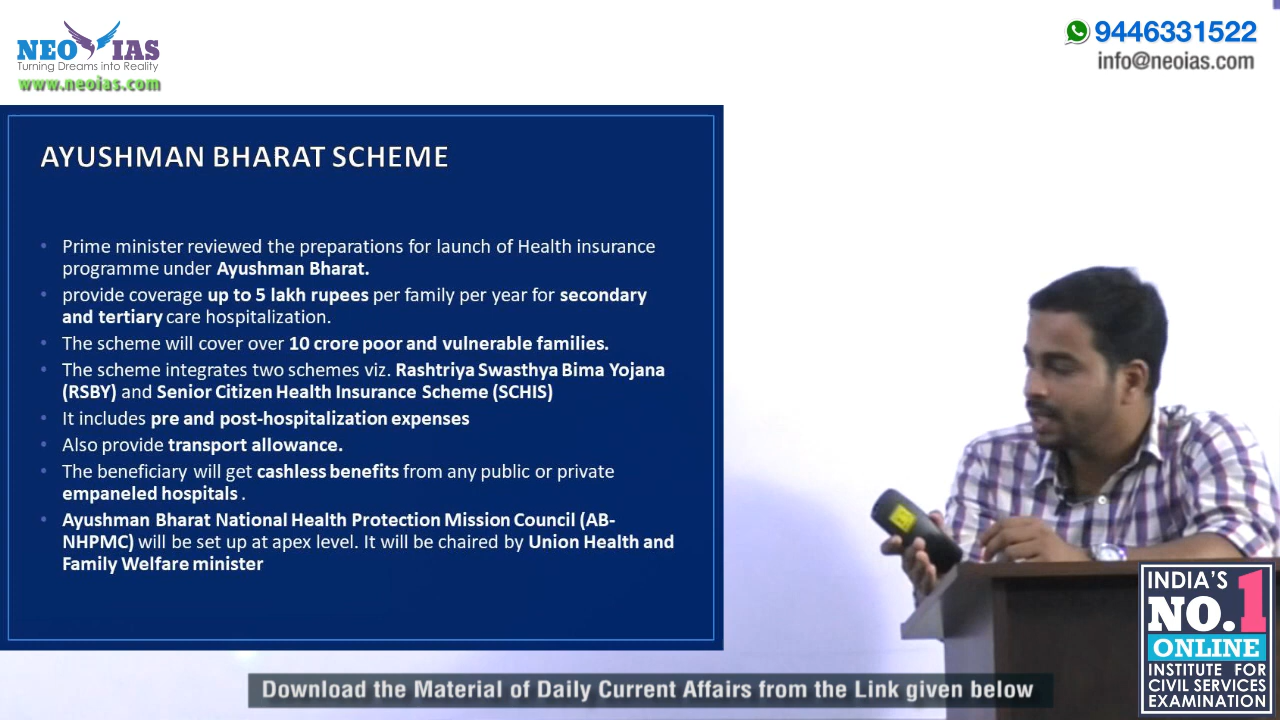 NEO IAS
Turning Dreams into Reality
www.neoias.com
9446331522
info@neoias.com
AYUSHMAN BHARAT SCHEME
• Prime minister reviewed the preparations for launch of Health insurance
programme under Ayushman Bharat.
• provide coverage up to 5 lakh rupees per family per year for secondary
and tertiary care hospitalization.
• The scheme will cover over 10 crore poor and vulnerable families.
• The scheme integrates two schemes viz. Rashtriya Swasthya Bima Yojana
(RSBY) and Senior Citizen Health Insurance Scheme (SCHIS)
• It includes pre and post-hospitalization expenses
• Also provide transport allowance.
• The beneficiary will get cashless benefits from any public or private
empaneled hospitals .
• Ayushman Bharat National Health Protection Mission Council (AB-
NHPMC) will be set up at apex level. It will be chaired by Union Health and
Family Welfare minister
INDIA'S
NO.1
ONLINE
INSTITUTE FOR
CIVIL SERVICES
EXAMINATION
Download the Material of Daily Current Affairs from the Link given below